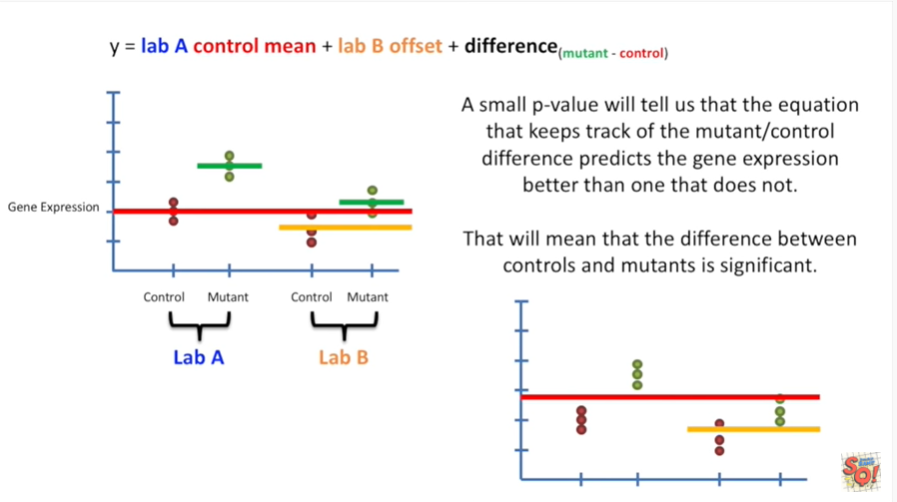 y = lab A control mean + lab B offset + difference(mutant - control)
A small p-value will tell us that the equation
that keeps track of the mutant/control
difference predicts the gene expression
better than one that does not.
That will mean that the difference between
controls and mutants is significant.
Gene Expression
Control Mutant Control Mutant
Lab A Lab B
SQ!